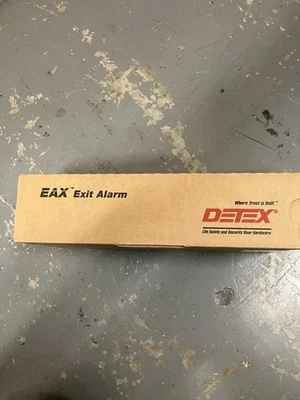 EAX™ Exit Alarm
Where Trust is Built™
DETEX®
Life Safety and Security Door Hardware